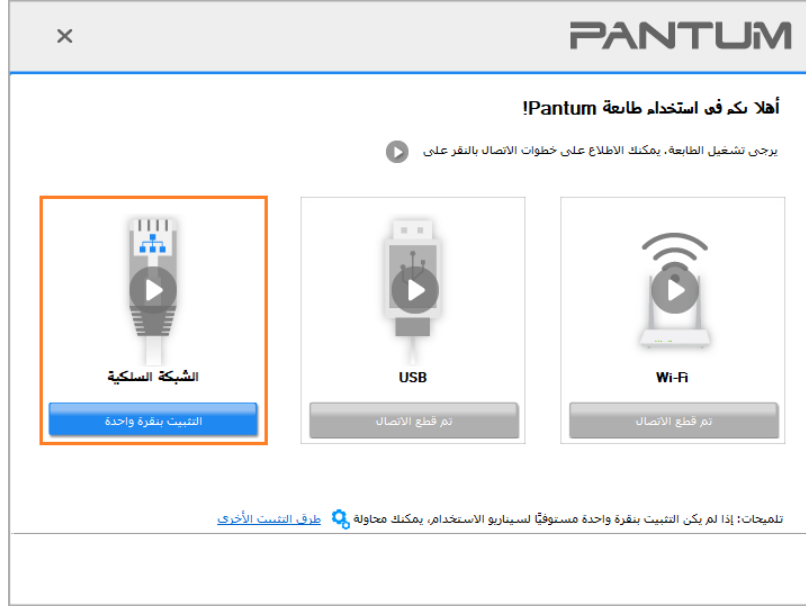 PANTUM
أهلا بكم في استخدام طابعة Pantum!
يرجى تشغيل الطابعة، يمكنك الاطلاع على خطوات الاتصال بالنقر على
Wi-Fi
تم قطع الاتصال
USB
تم قطع الاتصال
الشبكة السلكية
التثبيت بنقرة واحدة
تلميحات: إذا لم يكن التثبيت بنقرة واحدة مستوفيًا لسيناريو الاستخدام، يمكنك محاولة طرق التثبيت الأخرى